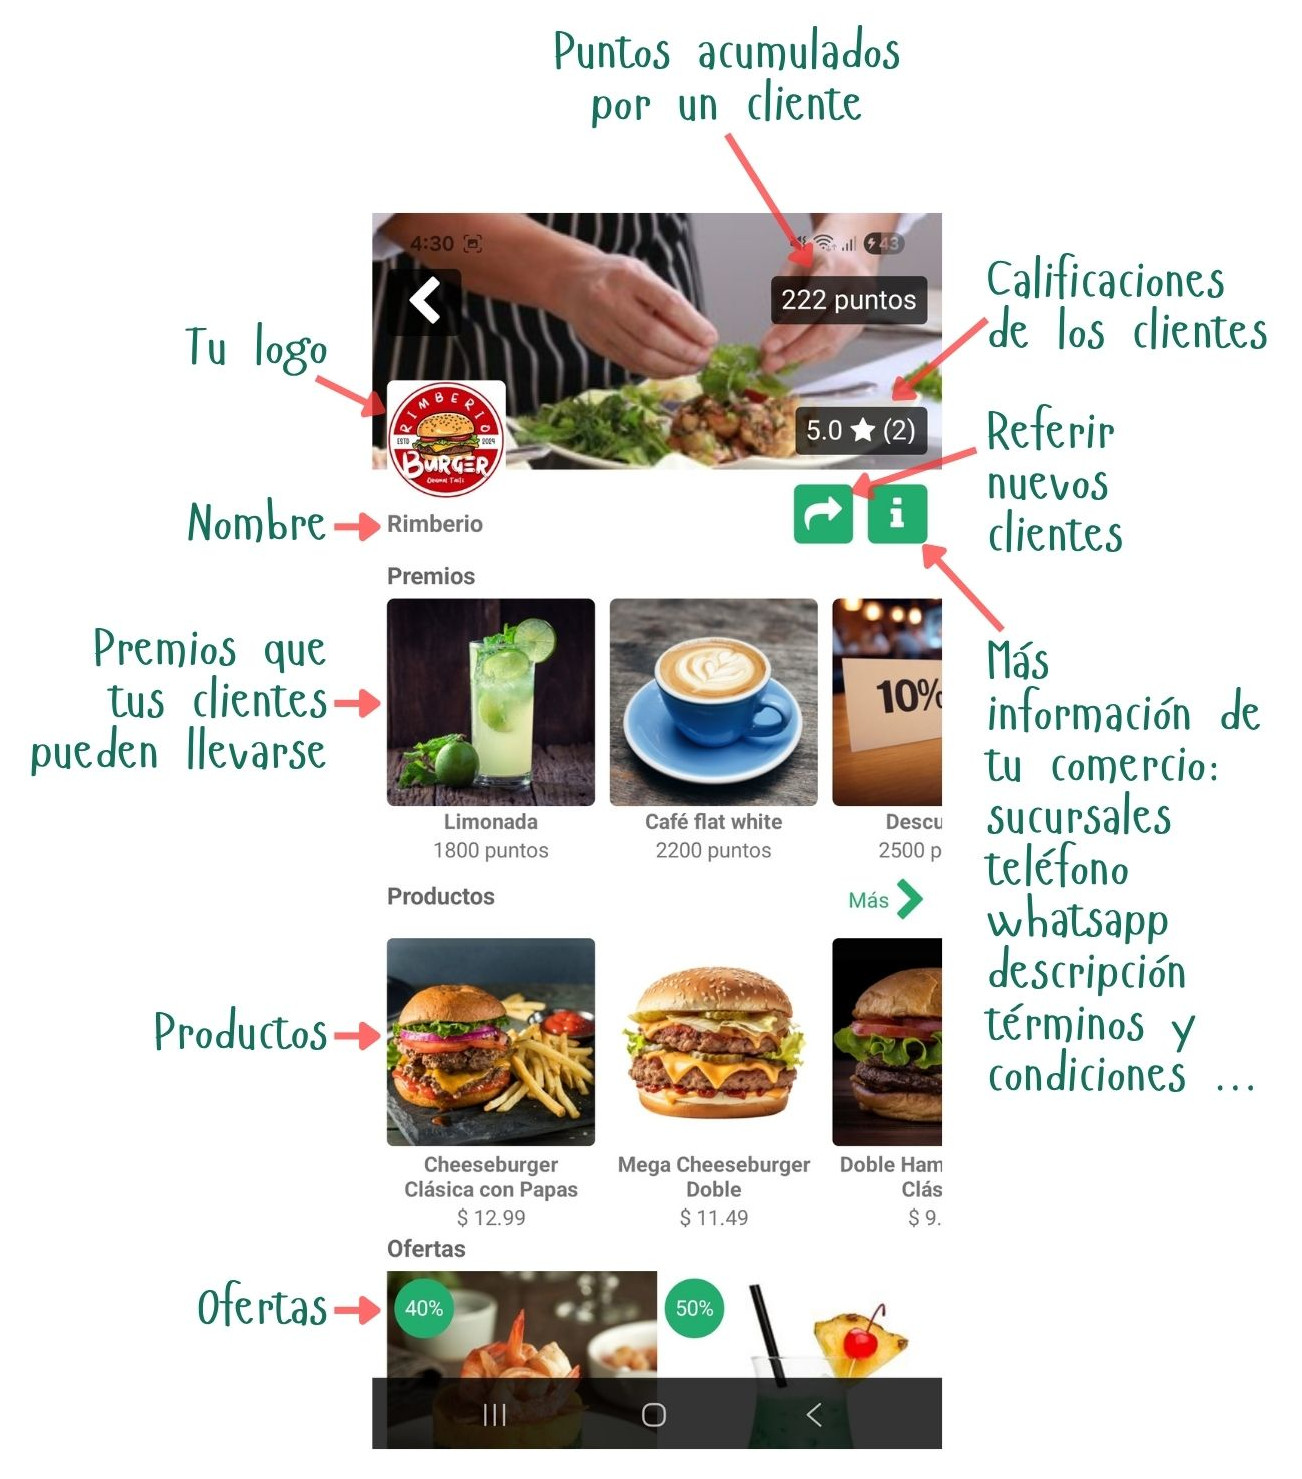 Puntos acumulados
por un cliente
4:30
43
222 puntos
Calificaciones
de los clientes
Tu logo
RIMBERIO
ESTD
2024
BURGER
Original Taste
5.0 ★ (2)
Referir
nuevos
clientes
Nombre
Rimberio
Premios
Más
información de
tu comercio:
sucursales
teléfono
whatsapp
descripción
términos y
condiciones ...
Premios que
tus clientes
pueden llevarse
10%
Limonada
1800 puntos
Café flat white
2200 puntos
Descu
2500 p
Productos
Más
Productos
Cheeseburger
Clásica con Papas
$ 12.99
Mega Cheeseburger
Doble
$ 11.49
Doble Ham
Clás
$ 9.
Ofertas
Ofertas
40%
50%